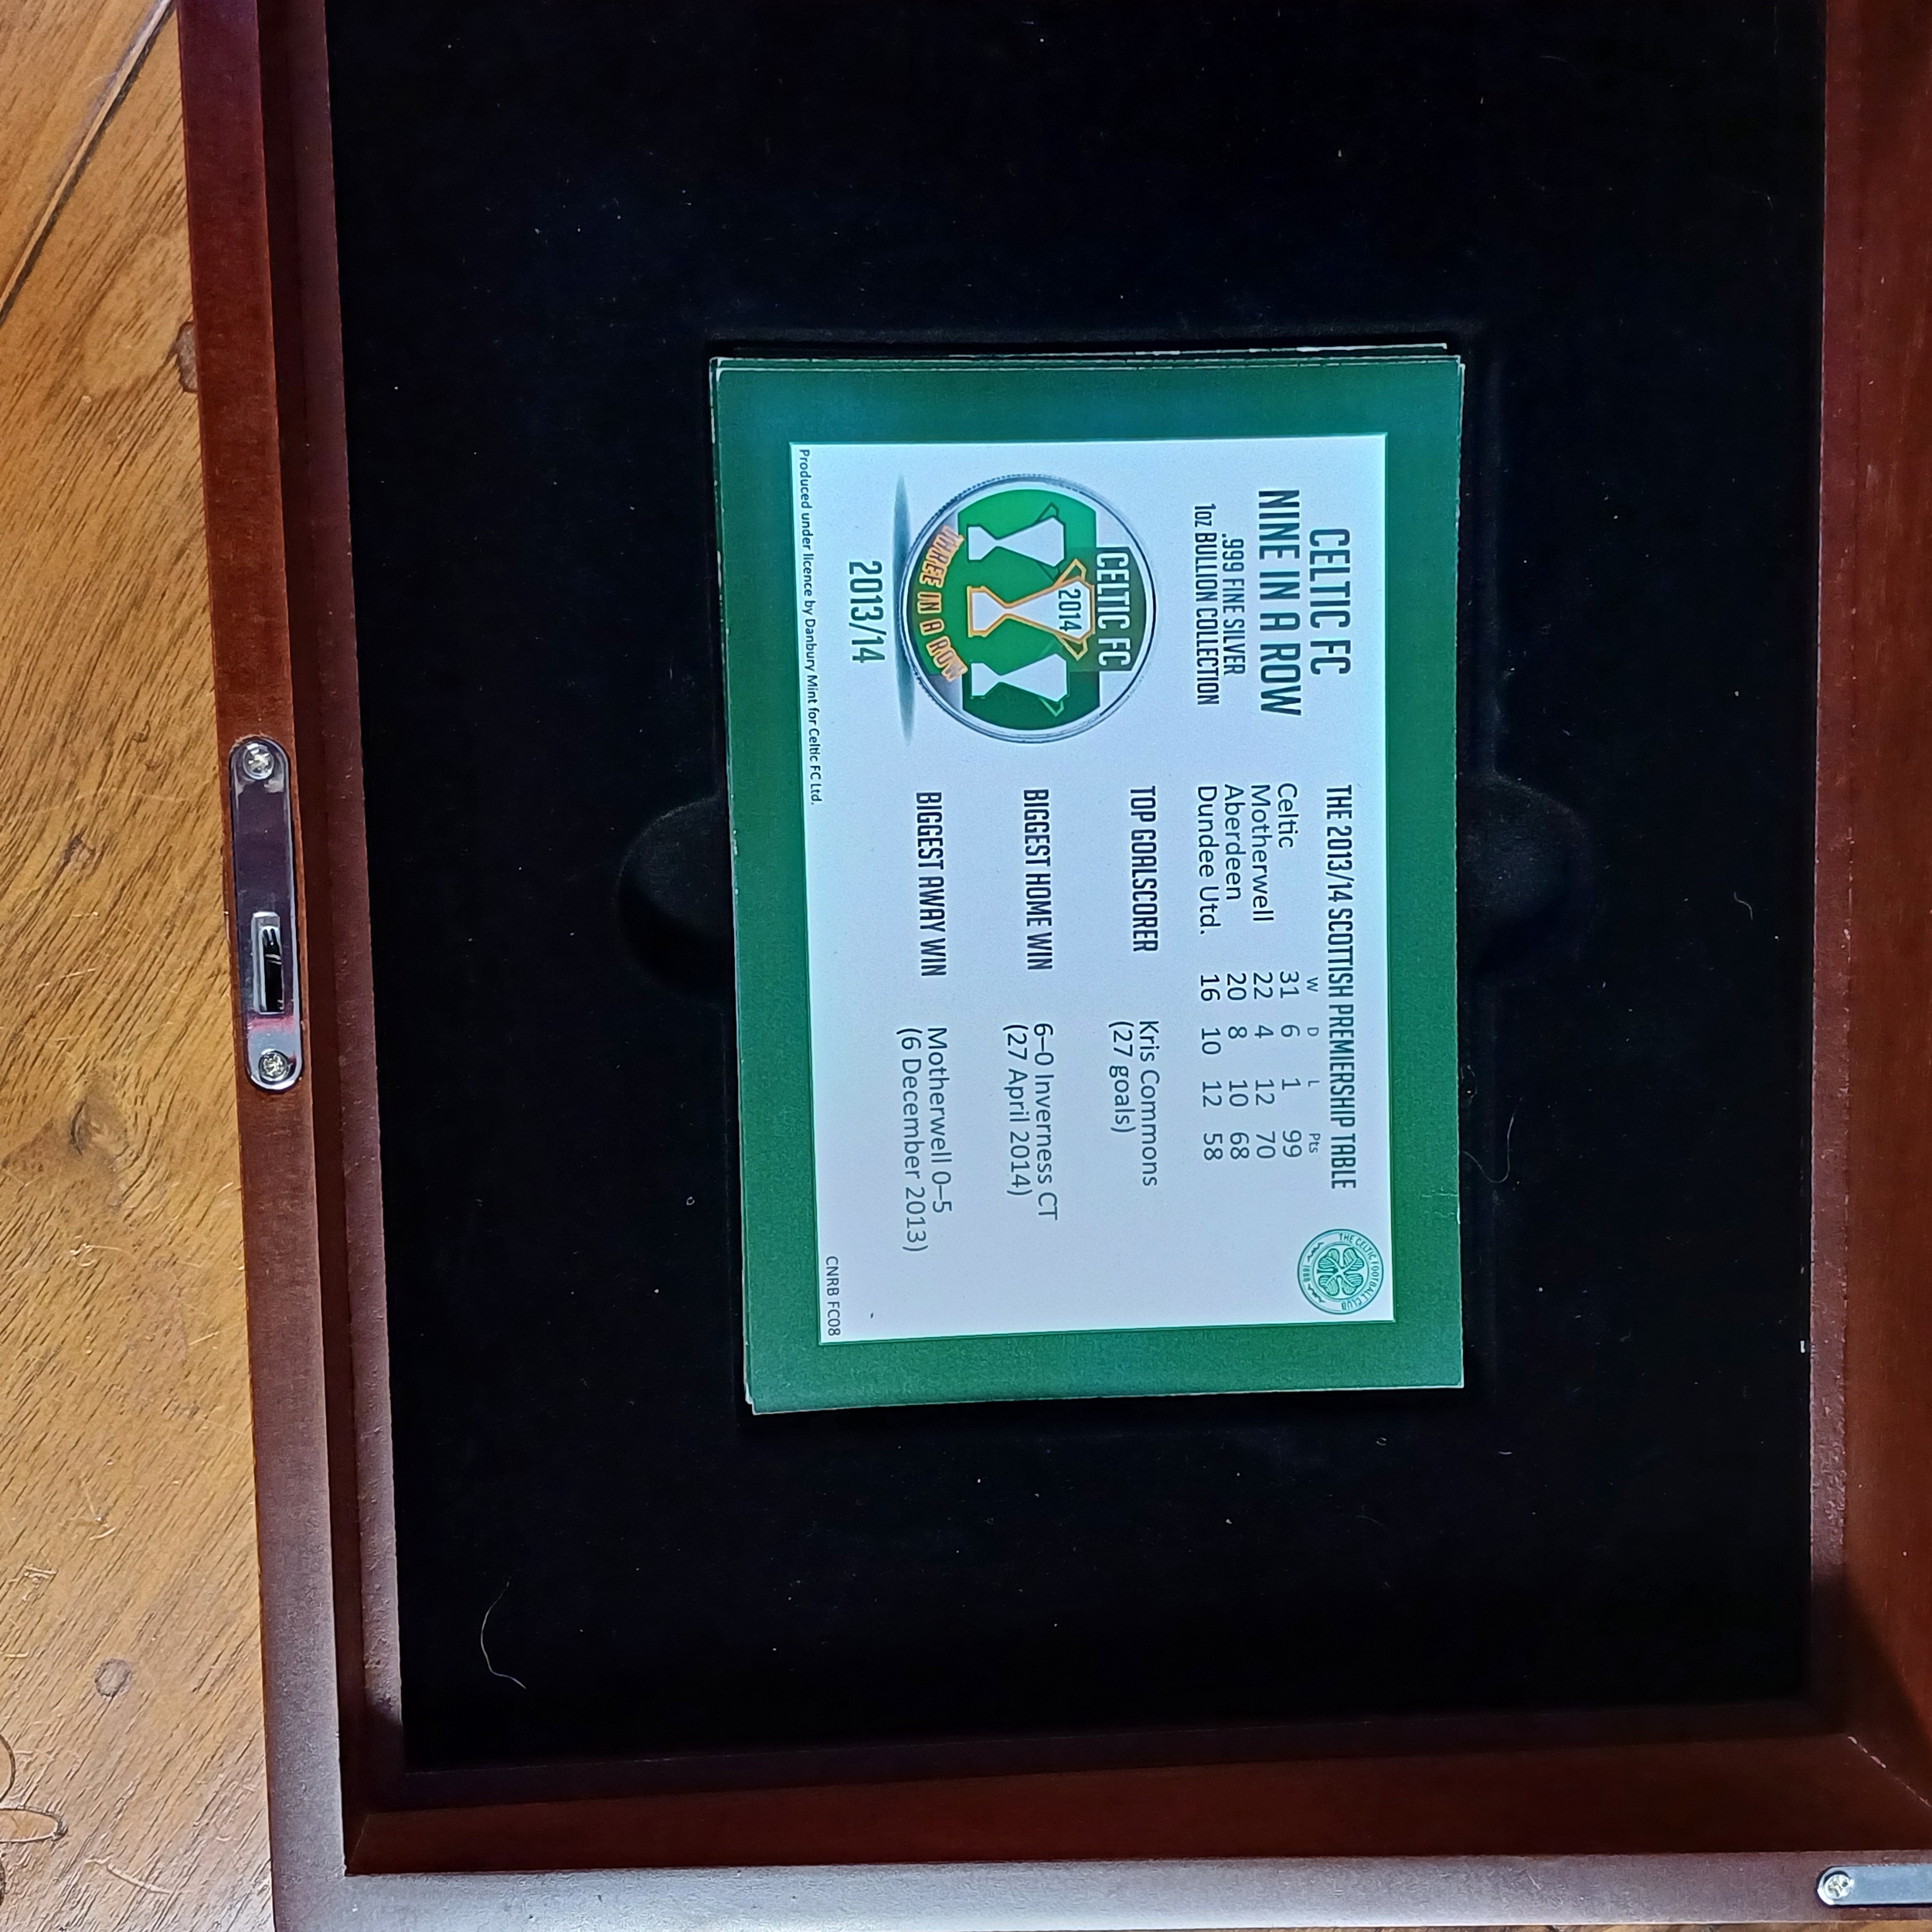 CELTIC FC
NINE IN A ROW
.999 FINE SILVER
1oz BULLION COLLECTION
CELTIC FC
2014
THREE IN A ROW
2013/14
Produced under licence by Danbury Mint for Celtic FC Ltd.
THE 2013/14 SCOTTISH PREMIERSHIP TABLE
W D L Pts
Celtic 31 6 1 99
Motherwell 22 4 12 70
Aberdeen 20 8 10 68
Dundee Utd. 16 10 12 58
TOP GOALSCORER Kris Commons
(27 goals)
BIGGEST HOME WIN 6–0 Inverness CT
(27 April 2014)
BIGGEST AWAY WIN Motherwell 0–5
(6 December 2013)
THE CELTIC FOOTBALL CLUB
1888
CNRB FC08